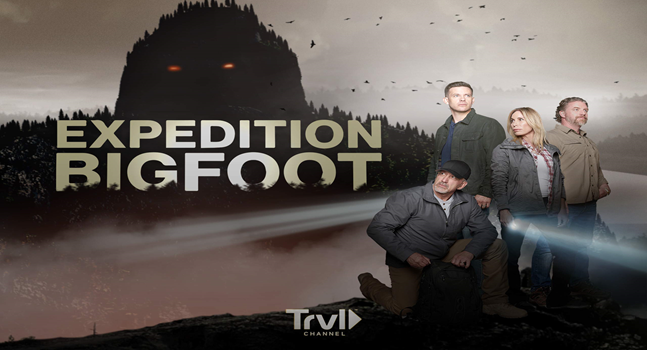 EXPEDITION
BIGFOOT
Trvl
CHANNEL